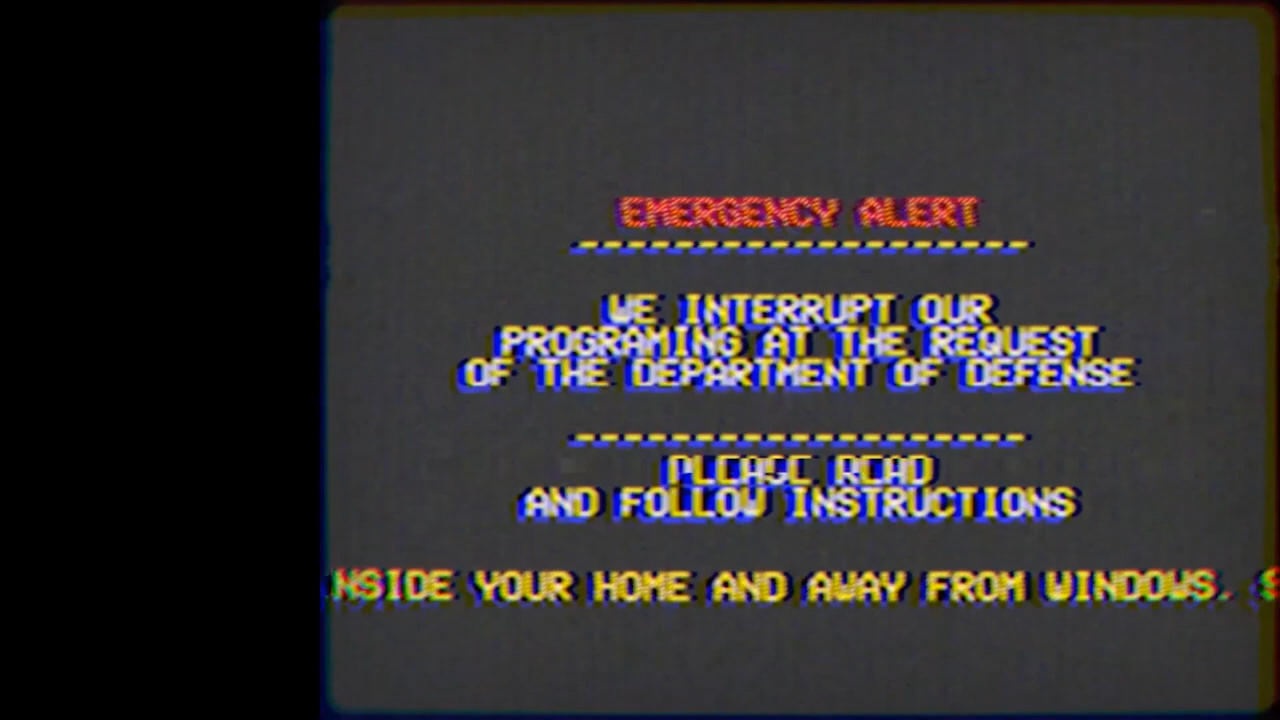 EMERGENCY ALERT
--------------------
WE INTERRUPT OUR
PROGRAMING AT THE REQUEST
OF THE DEPARTMENT OF DEFENSE
--------------------
PLEASE READ
AND FOLLOW INSTRUCTIONS
NSIDE YOUR HOME AND AWAY FROM WINDOWS. S